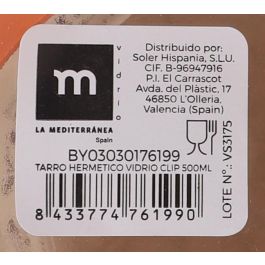 m
vidrio
LA MEDITERRÁNEA
Spain
Distribuido por:
Soler Hispania, S.L.U.
CIF. B-96947916
P.I. El Carrascot
Avda. del Plàstic, 17
46850 L'Olleria.
Valencia (Spain)
LOTE Nº - VS3175
BY03030176199
TARRO HERMETICO VIDRIO CLIP 500ML
8 433774 761990